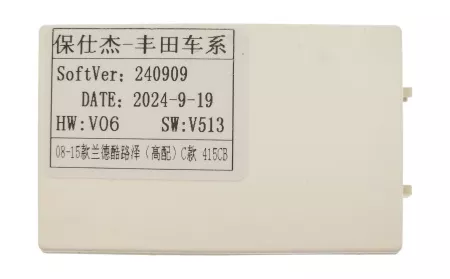 保仕杰-丰田车系
SoftVer: 240909
DATE: 2024-9-19
HW:V06 SW:V513
08-15款兰德酷路泽（高配）C款 415CB